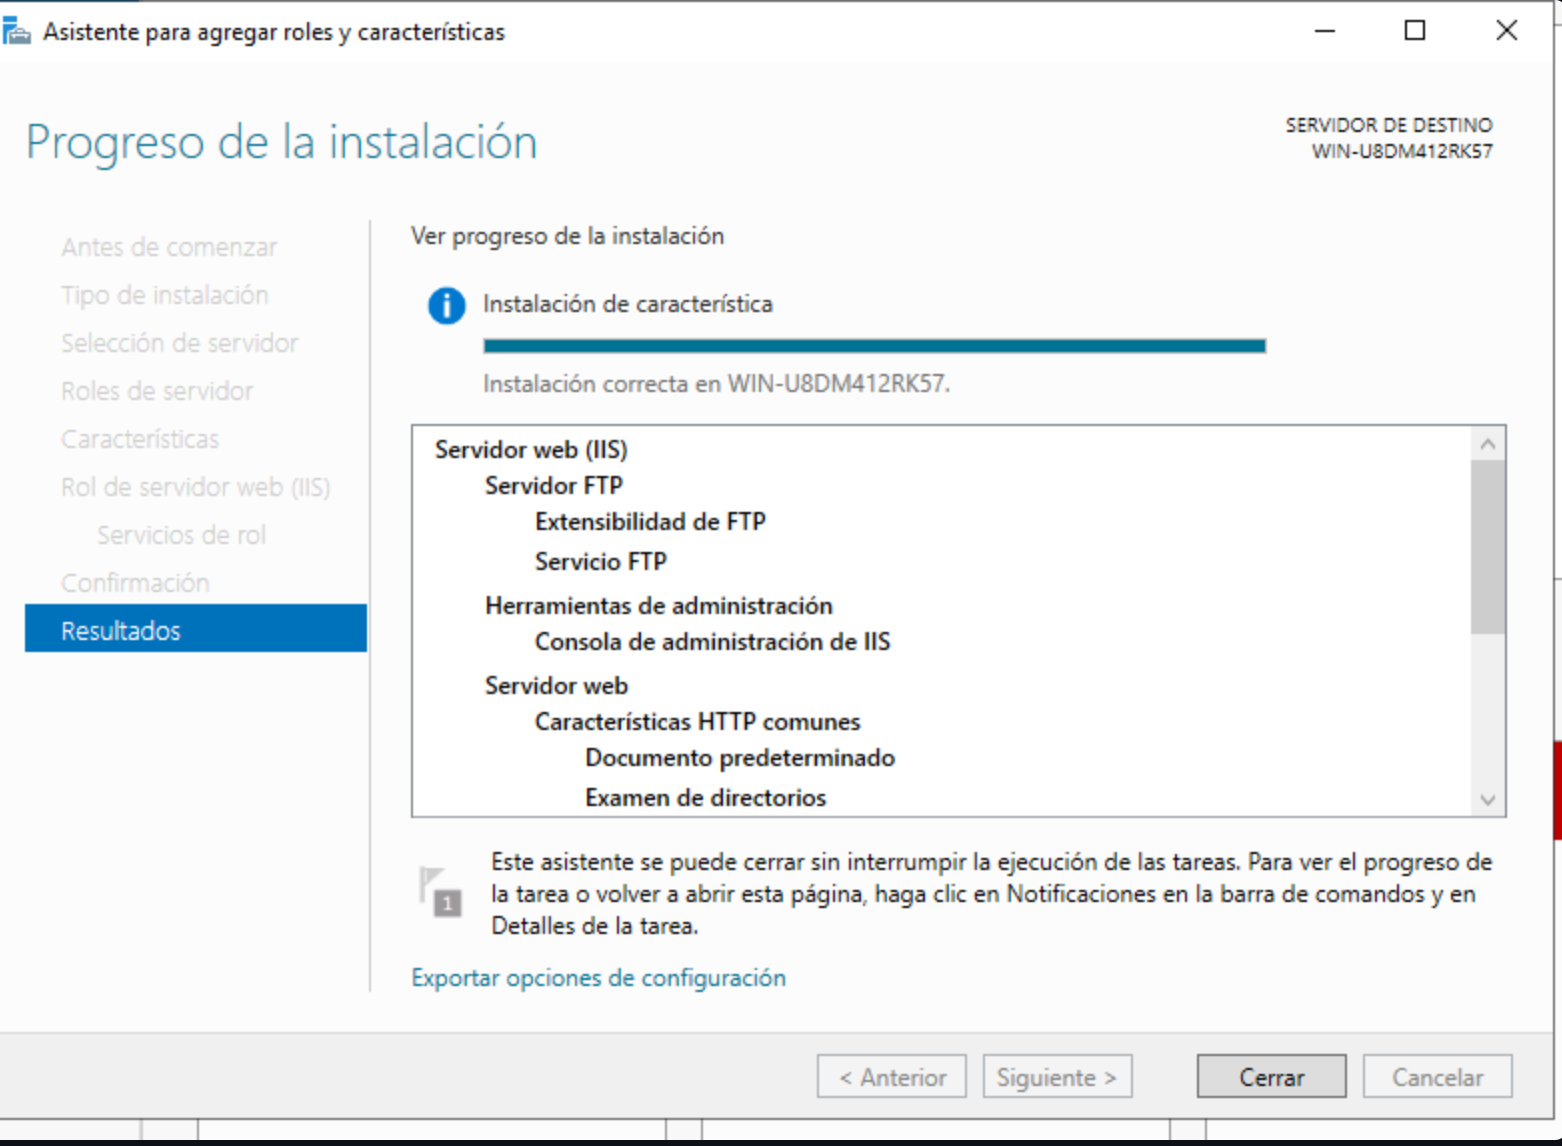 Asistente para agregar roles y características
Progreso de la instalación
SERVIDOR DE DESTINO
WIN-U8DM412RK57
Antes de comenzar
Tipo de instalación
Selección de servidor
Roles de servidor
Características
Rol de servidor web (IIS)
Servicios de rol
Confirmación
Resultados
Ver progreso de la instalación
Instalación de característica
Instalación correcta en WIN-U8DM412RK57.
Servidor web (IIS)
Servidor FTP
Extensibilidad de FTP
Servicio FTP
Herramientas de administración
Consola de administración de IIS
Servidor web
Características HTTP comunes
Documento predeterminado
Examen de directorios
1
Este asistente se puede cerrar sin interrumpir la ejecución de las tareas. Para ver el progreso de
la tarea o volver a abrir esta página, haga clic en Notificaciones en la barra de comandos y en
Detalles de la tarea.
Exportar opciones de configuración
< Anterior
Siguiente >
Cerrar
Cancelar